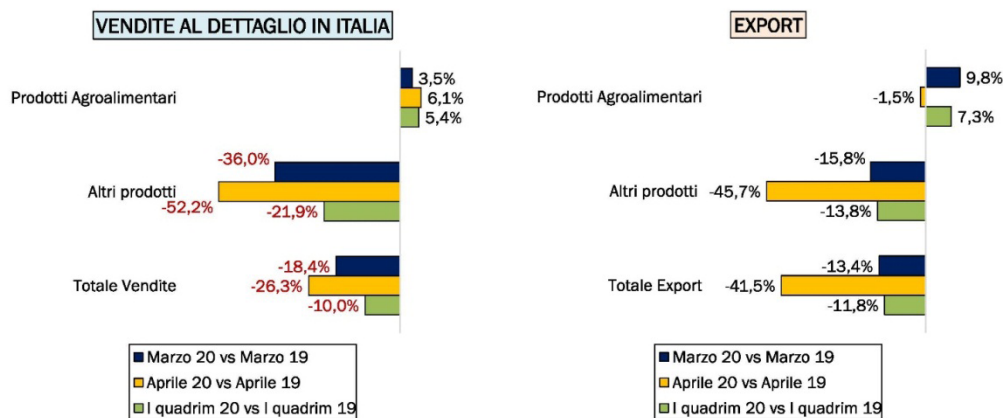 VENDITE AL DETTAGLIO IN ITALIA
Prodotti Agroalimentari
3,5%
6,1%
5,4%
Altri prodotti
-36,0%
-52,2%
-21,9%
Totale Vendite
-18,4%
-26,3%
-10,0%
Marzo 20 vs Marzo 19
Aprile 20 vs Aprile 19
I quadrim 20 vs I quadrim 19
EXPORT
Prodotti Agroalimentari
9,8%
-1,5%
7,3%
Altri prodotti
-15,8%
-45,7%
-13,8%
Totale Export
-13,4%
-41,5%
-11,8%
Marzo 20 vs Marzo 19
Aprile 20 vs Aprile 19
I quadrim 20 vs I quadrim 19